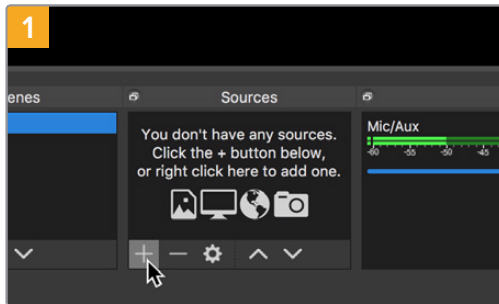 1
enes
Sources
You don't have any sources.
Click the + button below,
or right click here to add one.
Mic/Aux
-60 -55 -50 -45